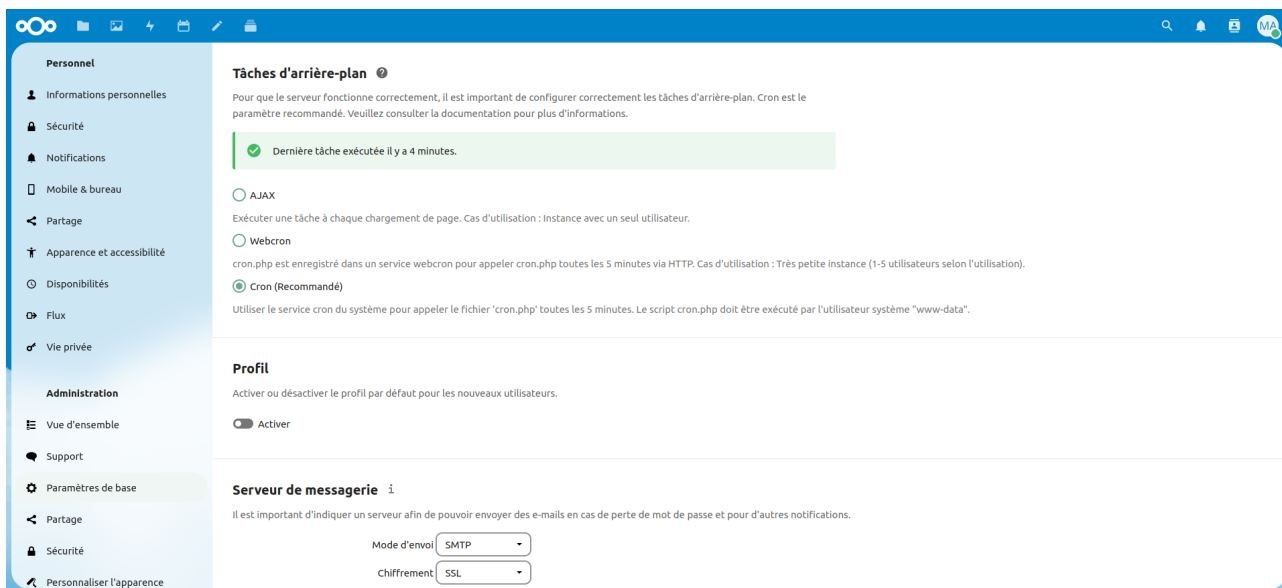 MA
Personnel
Informations personnelles
Sécurité
Notifications
Mobile & bureau
Partage
Apparence et accessibilité
Disponibilités
Flux
Vie privée
Administration
Vue d'ensemble
Support
Paramètres de base
Partage
Sécurité
Personnaliser l'apparence
Tâches d'arrière-plan
Pour que le serveur fonctionne correctement, il est important de configurer correctement les tâches d'arrière-plan. Cron est le
paramètre recommandé. Veuillez consulter la documentation pour plus d'informations.
Dernière tâche exécutée il y a 4 minutes.
AJAX
Exécuter une tâche à chaque chargement de page. Cas d'utilisation : Instance avec un seul utilisateur.
Webcron
cron.php est enregistré dans un service webcron pour appeler cron.php toutes les 5 minutes via HTTP. Cas d'utilisation : Très petite instance (1-5 utilisateurs selon l'utilisation).
Cron (Recommandé)
Utiliser le service cron du système pour appeler le fichier 'cron.php' toutes les 5 minutes. Le script cron.php doit être exécuté par l'utilisateur système "www-data".
Profil
Activer ou désactiver le profil par défaut pour les nouveaux utilisateurs.
Activer
Serveur de messagerie i
Il est important d'indiquer un serveur afin de pouvoir envoyer des e-mails en cas de perte de mot de passe et pour d'autres notifications.
Mode d'envoi SMTP
Chiffrement SSL